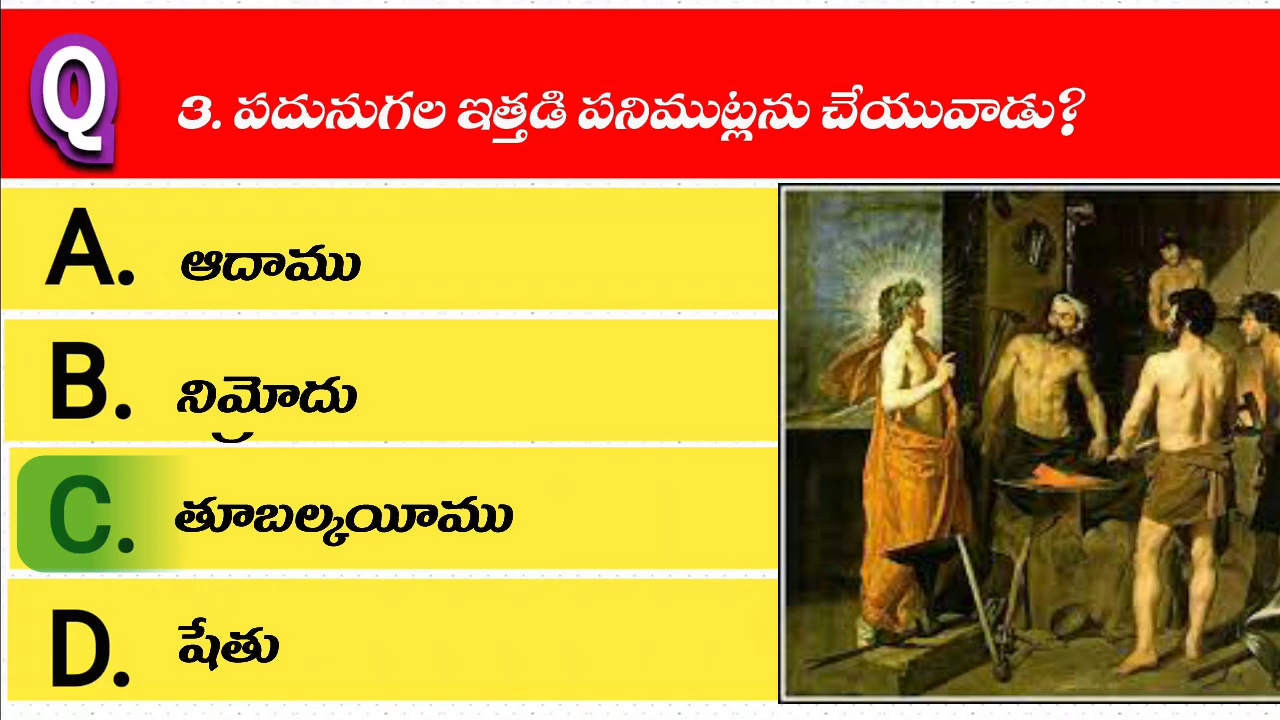 Q
3. పదునుగల ఇత్తడి పనిముట్లను చేయువాడు?
A. ఆదాము
B. నిమ్రోదు
C. తూబల్కయీము
D. షేతు